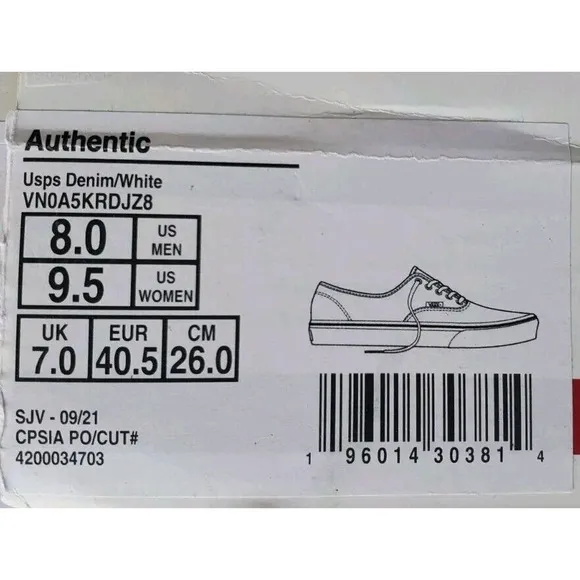 Authentic
Usps Denim/White
VN0A5KRDJZ8
8.0 US MEN
9.5 US WOMEN
UK EUR CM
7.0 40.5 26.0
SJV - 09/21
CPSIA PO/CUT#
4200034703
1 96014 30381 4